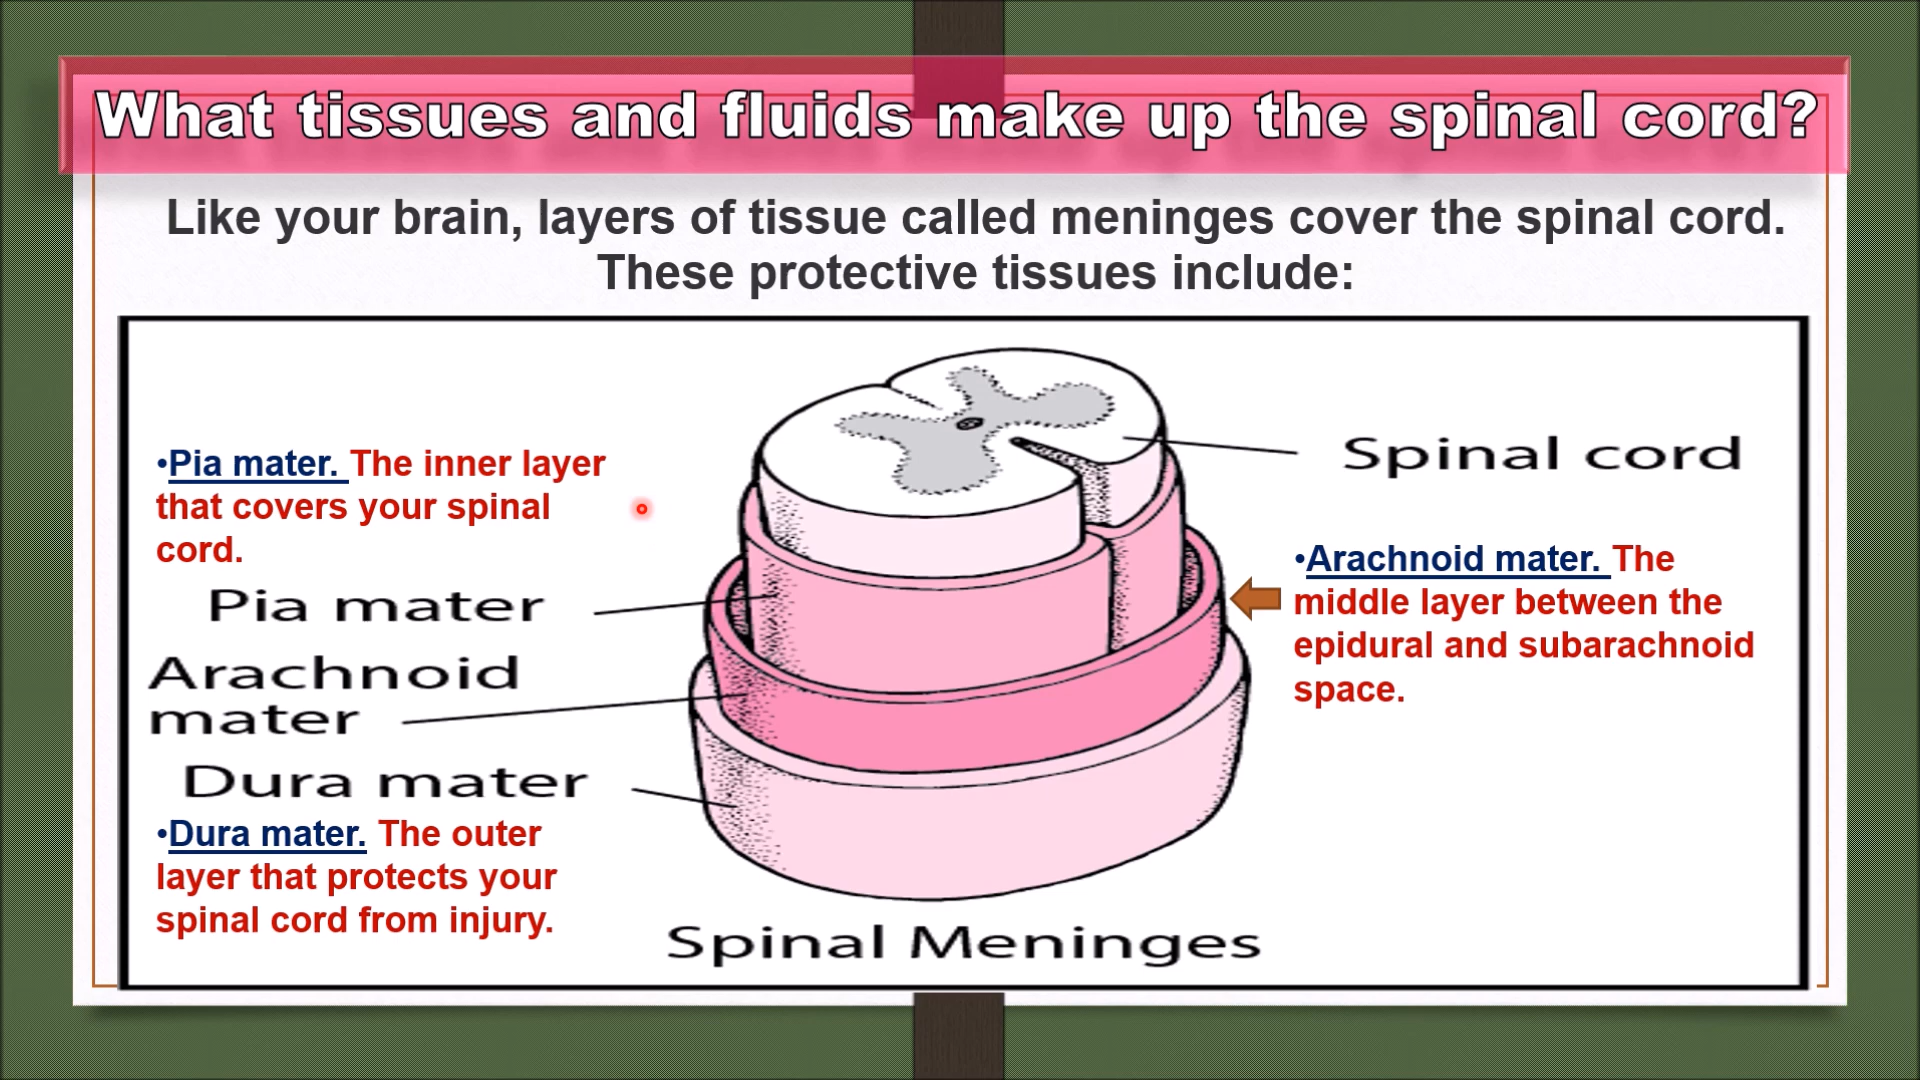 What tissues and fluids make up the spinal cord?
Like your brain, layers of tissue called meninges cover the spinal cord.
These protective tissues include:
•Pia mater. The inner layer
that covers your spinal
cord.
Pia mater
Arachnoid
mater
Dura mater
•Dura mater. The outer
layer that protects your
spinal cord from injury.
Spinal cord
•Arachnoid mater. The
middle layer between the
epidural and subarachnoid
space.
Spinal Meninges